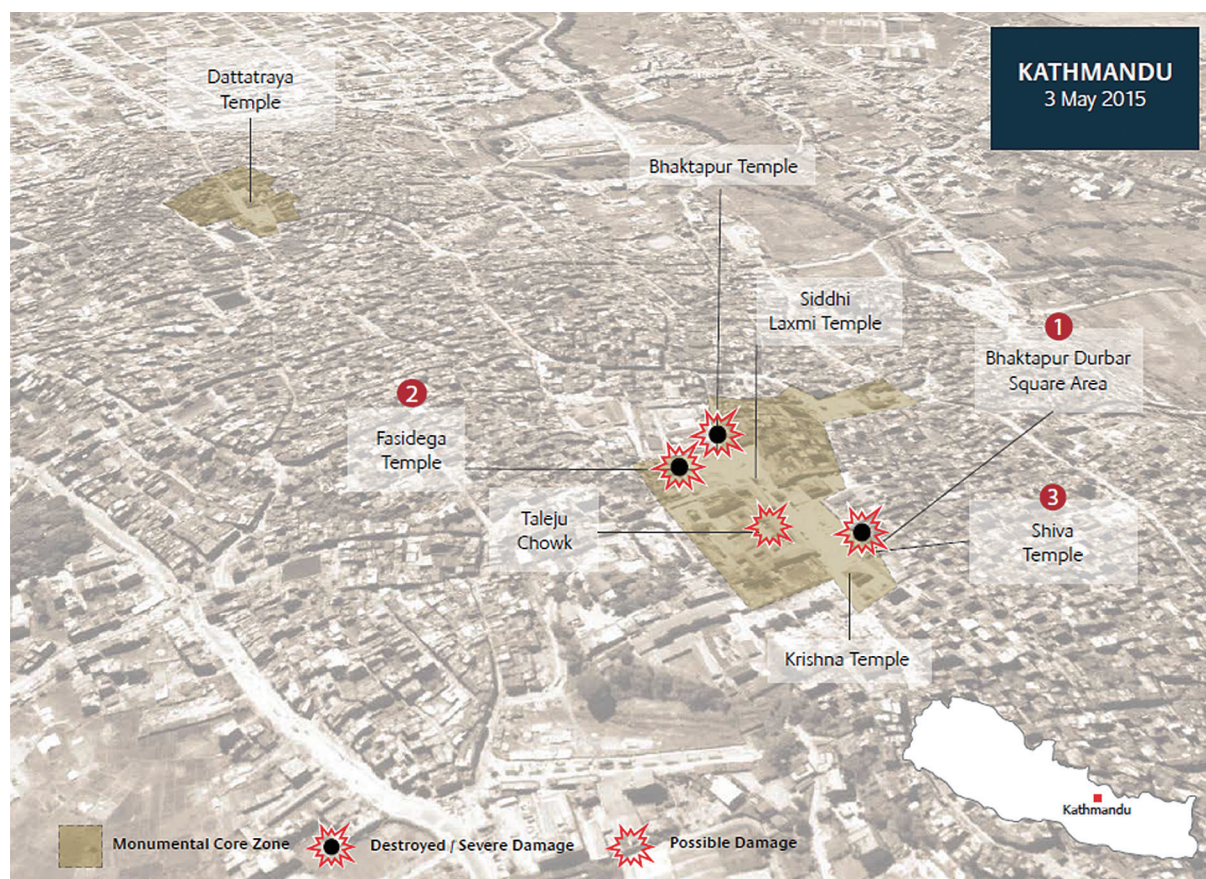 KATHMANDU
3 May 2015
Dattatraya
Temple
Bhaktapur Temple
Siddhi
Laxmi Temple
1
Bhaktapur Durbar
Square Area
2
Fasidega
Temple
3
Shiva
Temple
Taleju
Chowk
Krishna Temple
Kathmandu
Monumental Core Zone
Destroyed / Severe Damage
Possible Damage